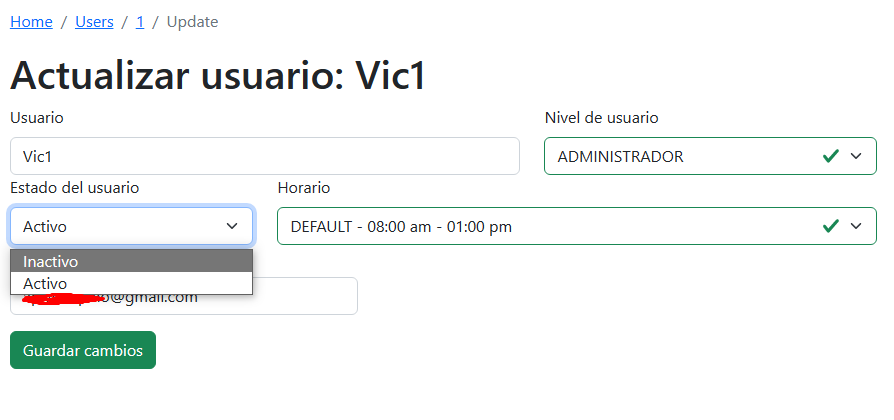 Home / Users / 1 / Update
Actualizar usuario: Vic1
Usuario
Nivel de usuario
Vic1
ADMINISTRADOR
Estado del usuario
Horario
Activo
DEFAULT - 08:00 am - 01:00 pm
Inactivo
Activo
@gmail.com
Guardar cambios